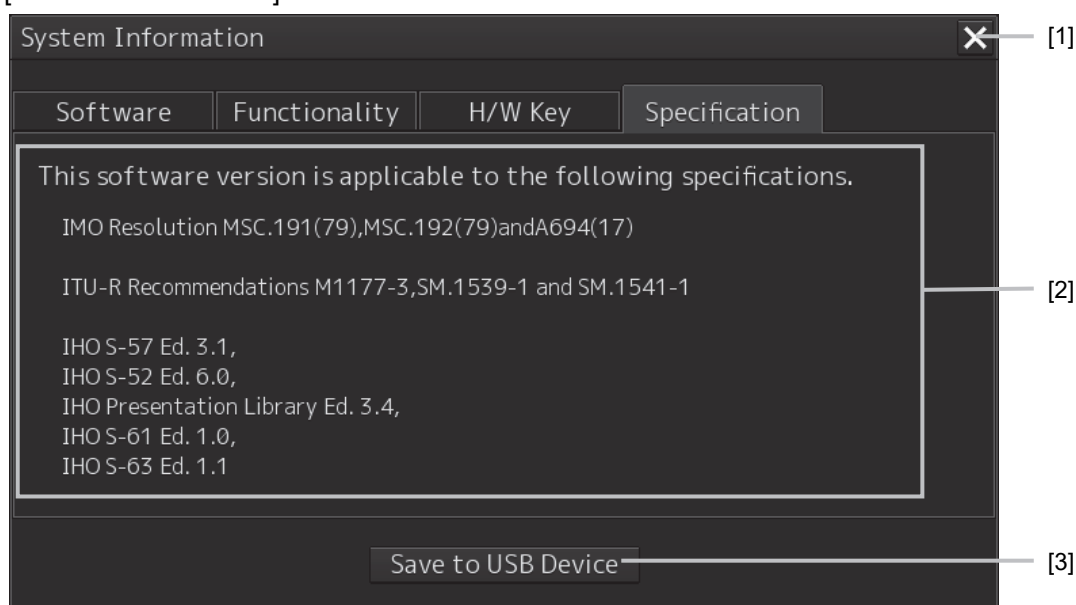 System Information
[1]
Software
Functionality
H/W Key
Specification
This software version is applicable to the following specifications.
IMO Resolution MSC.191(79),MSC.192(79)andA694(17)
ITU-R Recommendations M1177-3,SM.1539-1 and SM.1541-1
[2]
IHO S-57 Ed. 3.1,
IHO S-52 Ed. 6.0,
IHO Presentation Library Ed. 3.4,
IHO S-61 Ed. 1.0,
IHO S-63 Ed. 1.1
Save to USB Device
[3]